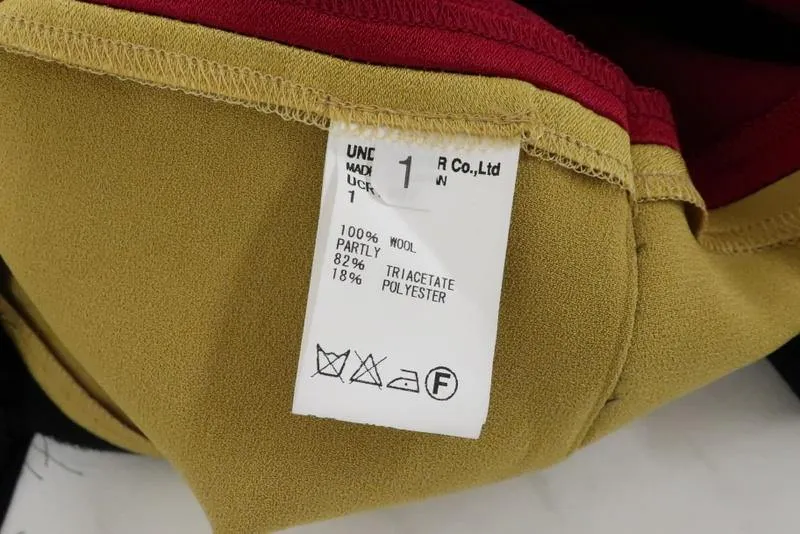 UND R Co.,Ltd
1
MADE N
UCR
1
100% WOOL
PARTLY
82% TRIACETATE
18% POLYESTER
F